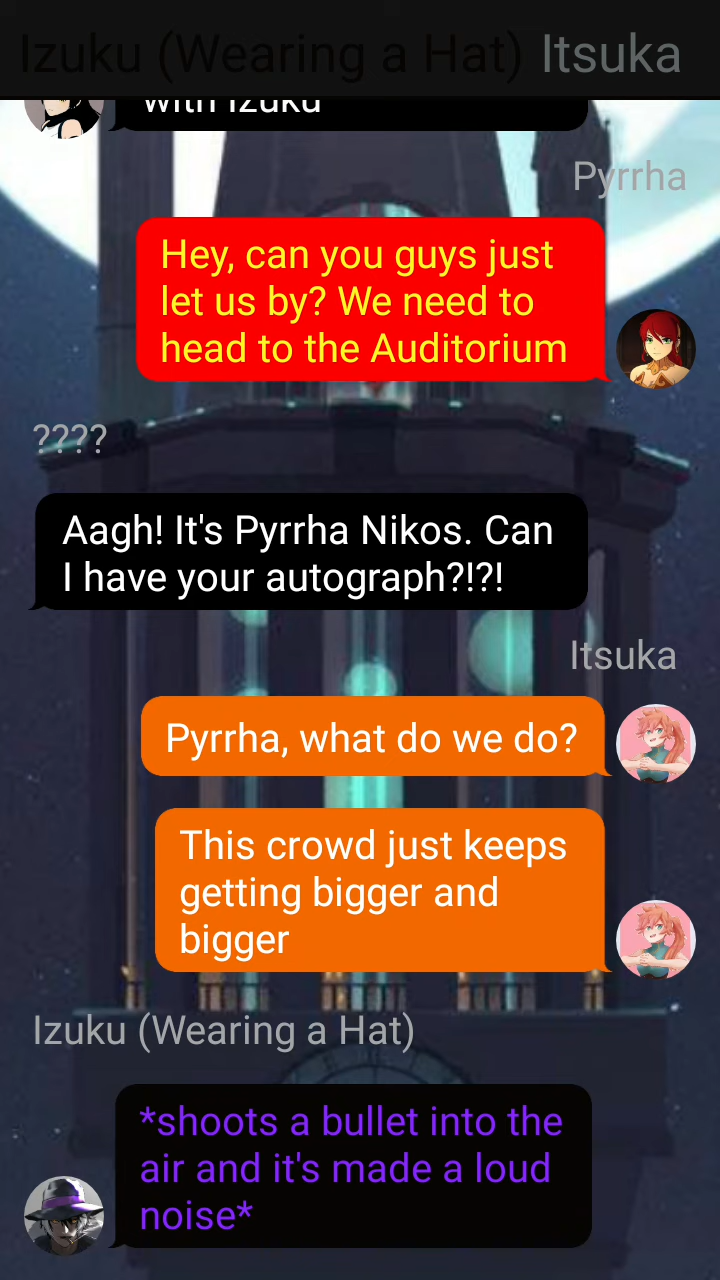 Izuku (Wearing a Hat) Itsuka
with Izuku
Pyrrha
Hey, can you guys just
let us by? We need to
head to the Auditorium
????
Aagh! It's Pyrrha Nikos. Can
I have your autograph?!?!
Itsuka
Pyrrha, what do we do?
This crowd just keeps
getting bigger and
bigger
Izuku (Wearing a Hat)
*shoots a bullet into the
air and it's made a loud
noise*